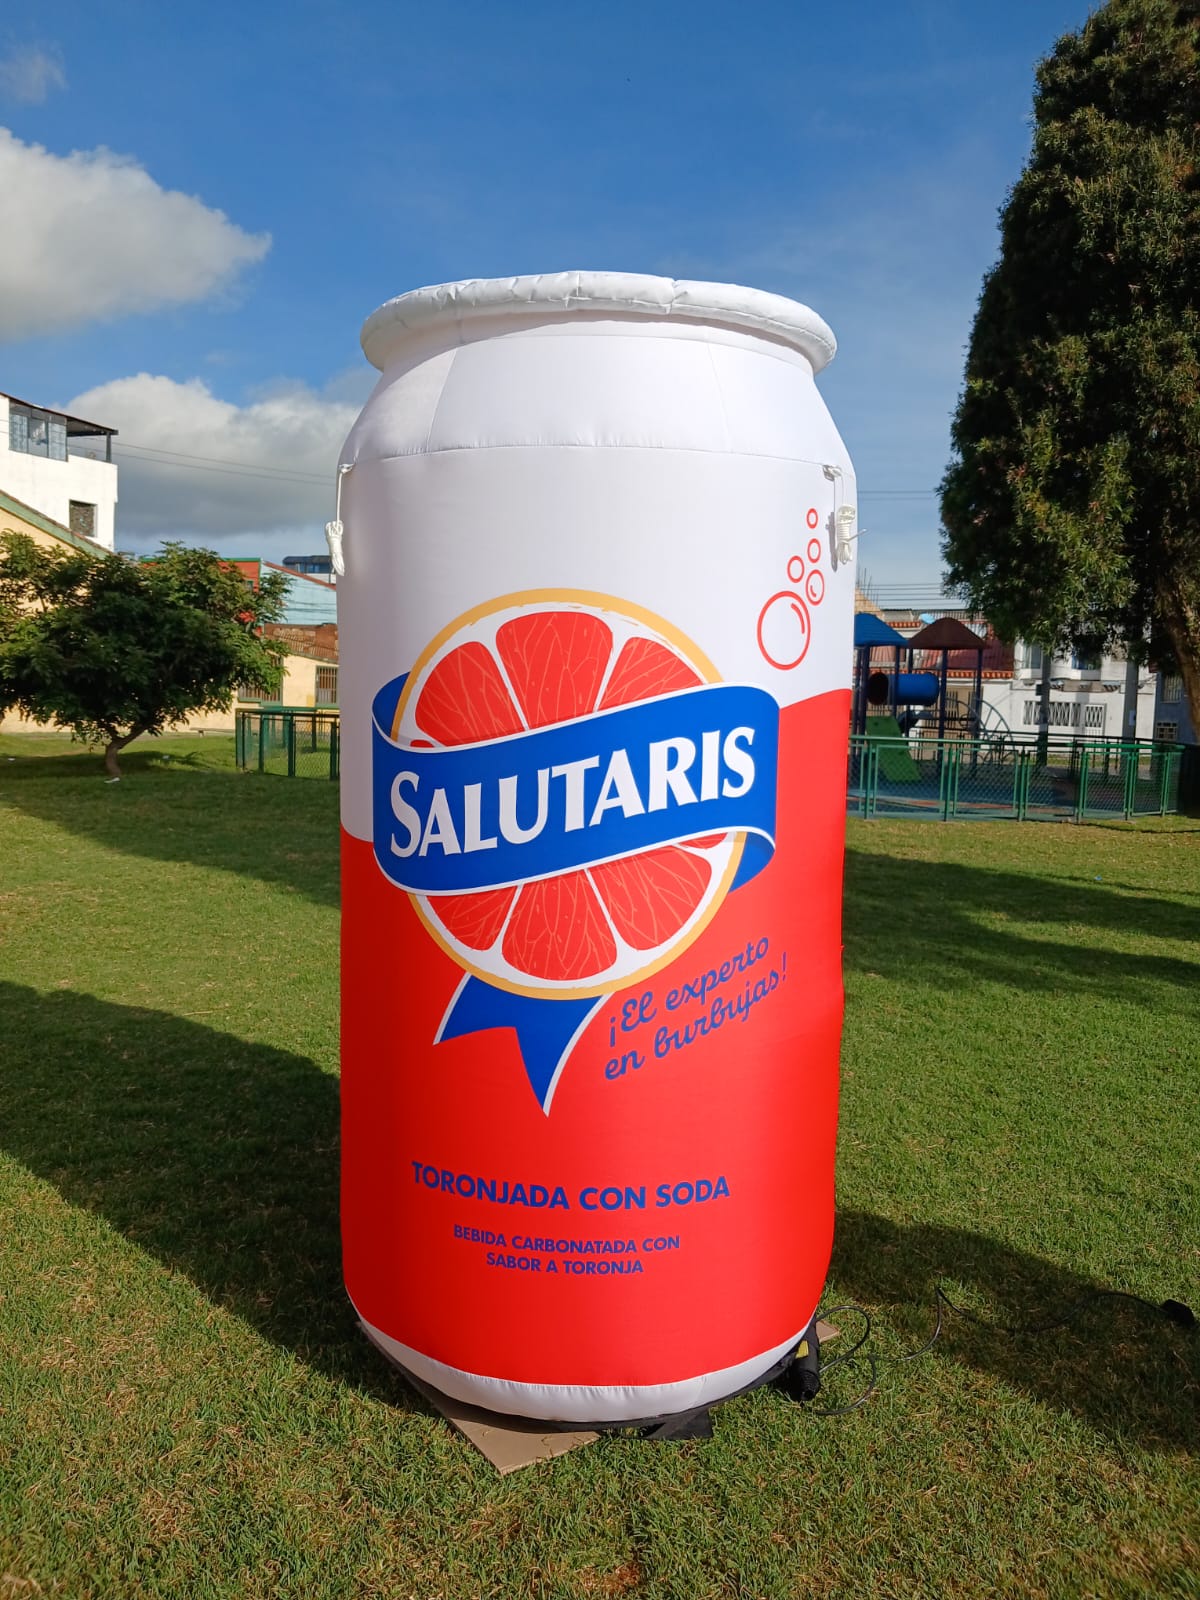 SALUTARIS
¡El experto
en burbujas!
TORONJADA CON SODA
BEBIDA CARBONATADA CON
SABOR A TORONJA